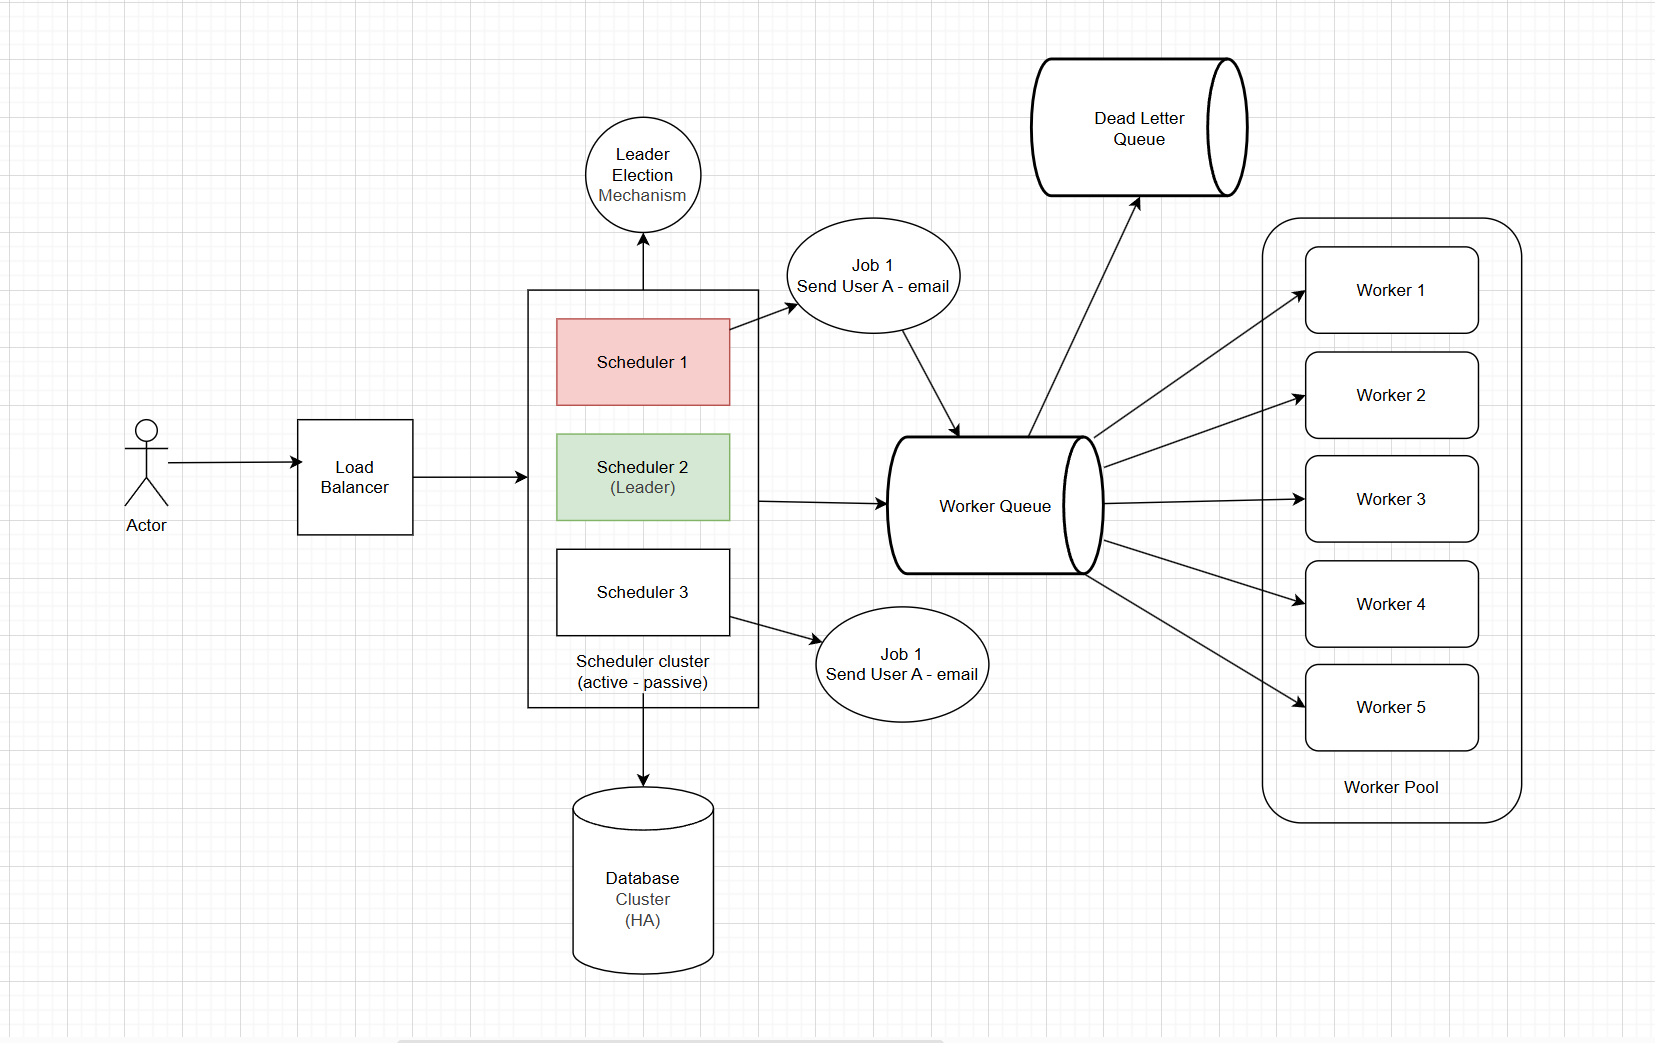 Leader
Election
Mechanism
Dead Letter
Queue
Job 1
Send User A - email
Scheduler 1
Scheduler 2
(Leader)
Scheduler 3
Scheduler cluster
(active - passive)
Load
Balancer
Actor
Worker Queue
Job 1
Send User A - email
Worker 1
Worker 2
Worker 3
Worker 4
Worker 5
Worker Pool
Database
Cluster
(HA)